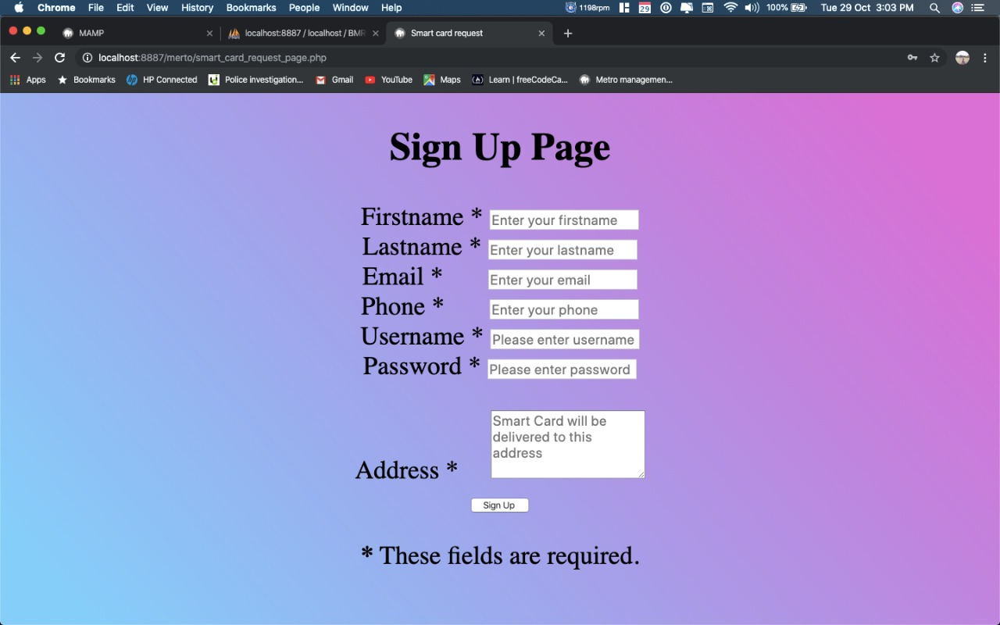 Chrome File Edit View History Bookmarks People Window Help 1198rpm 29 100% Tue 29 Oct 3:03 PM
MAMP localhost:8887 / localhost / BMR Smart card request
localhost:8887/merto/smart_card_request_page.php
Apps Bookmarks HP Connected Police investigation... Gmail YouTube Maps Learn | freeCodeCa... Metro managemen...
Sign Up Page
Firstname * Enter your firstname
Lastname * Enter your lastname
Email * Enter your email
Phone * Enter your phone
Username * Please enter username
Password * Please enter password
Smart Card will be
delivered to this
address
Address *
Sign Up
* These fields are required.